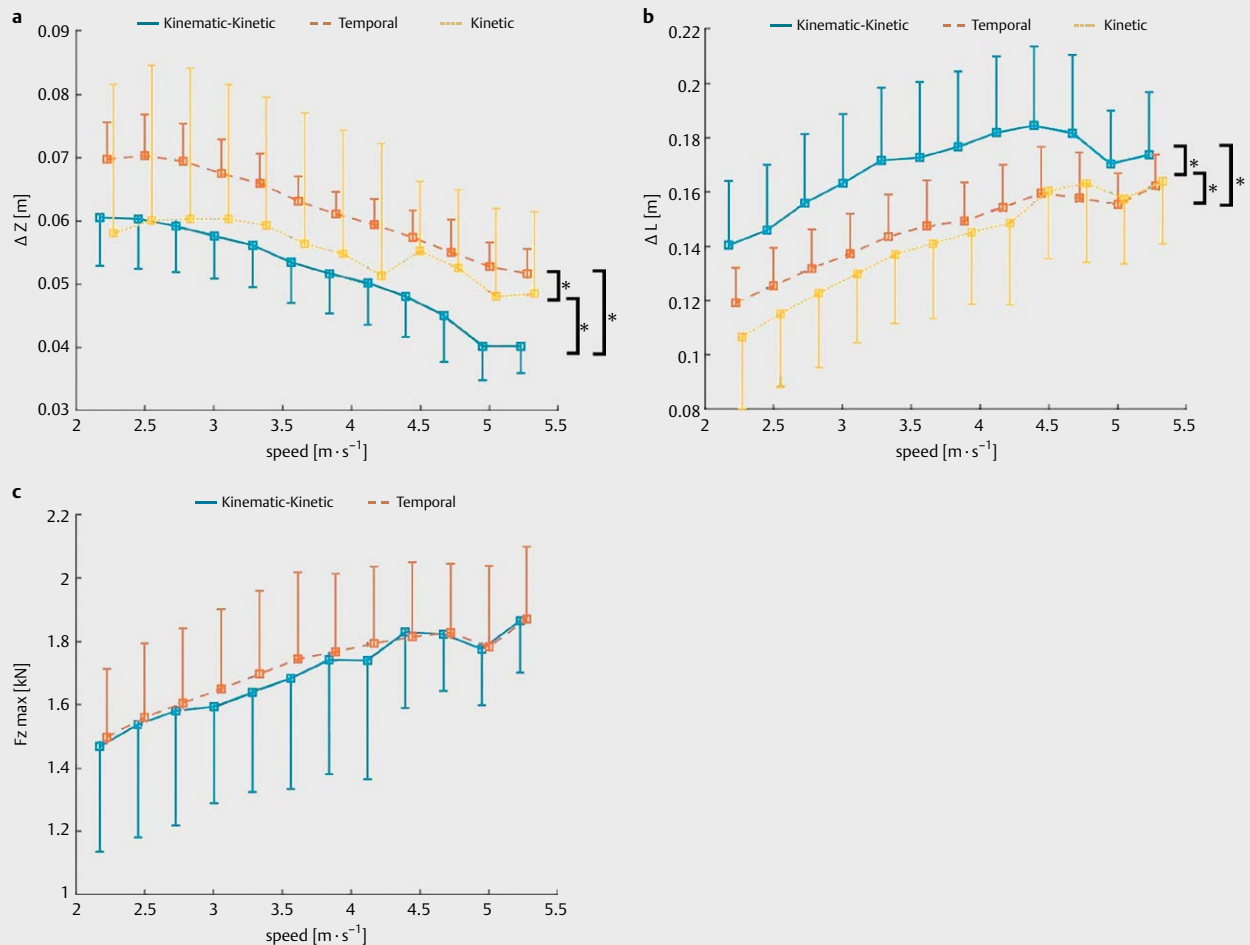 a
Kinematic-Kinetic Temporal Kinetic
0.09
0.08
0.07
0.06
0.05
0.04
0.03
Δ Z [m]
* * *
2 2.5 3 3.5 4 4.5 5 5.5
speed [m · s⁻¹]
b
Kinematic-Kinetic Temporal Kinetic
0.22
0.2
0.18
0.16
0.14
0.12
0.1
0.08
Δ L [m]
* * *
2 2.5 3 3.5 4 4.5 5 5.5
speed [m · s⁻¹]
c
Kinematic-Kinetic Temporal
2.2
2
1.8
1.6
1.4
1.2
1
Fz max [kN]
2 2.5 3 3.5 4 4.5 5 5.5
speed [m · s⁻¹]